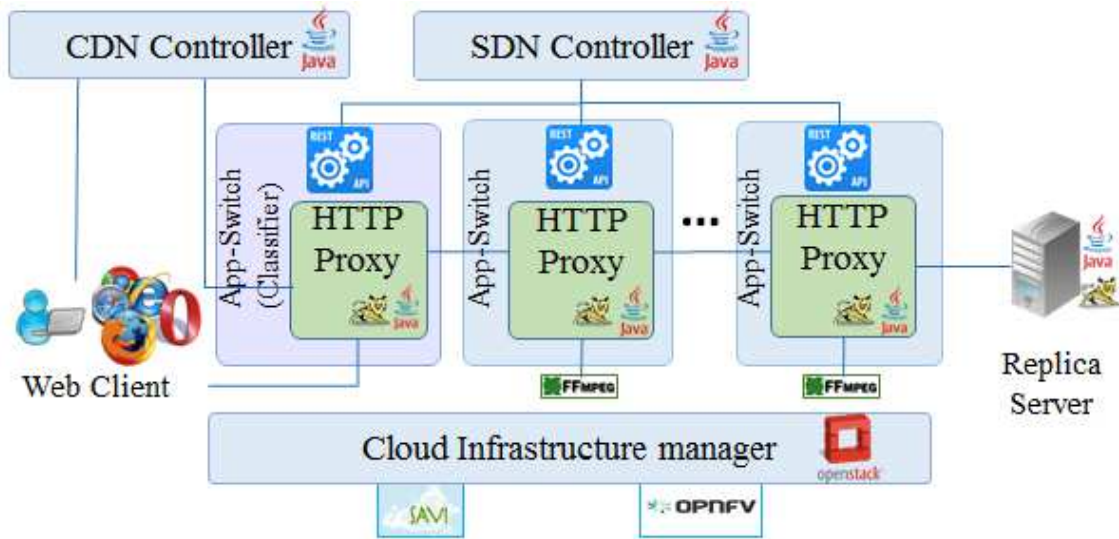 CDN Controller
Java
SDN Controller
Java
REST
API
REST
API
REST
API
App-Switch
(Classifier)
HTTP
Proxy
Java
App-Switch
HTTP
Proxy
Java
...
App-Switch
HTTP
Proxy
Java
Java
Web Client
FFMPEG
FFMPEG
Replica
Server
Cloud Infrastructure manager
openstack
SAVI
OPNFV